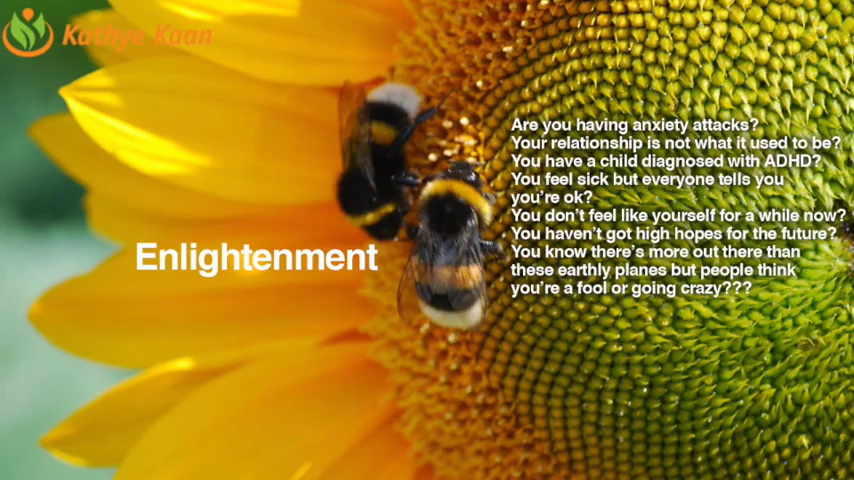 Kathye Kaan
Are you having anxiety attacks?
Your relationship is not what it used to be?
You have a child diagnosed with ADHD?
You feel sick but everyone tells you
you're ok?
You don't feel like yourself for a while now?
You haven't got high hopes for the future?
You know there's more out there than
these earthly planes but people think
you're a fool or going crazy???
Enlightenment